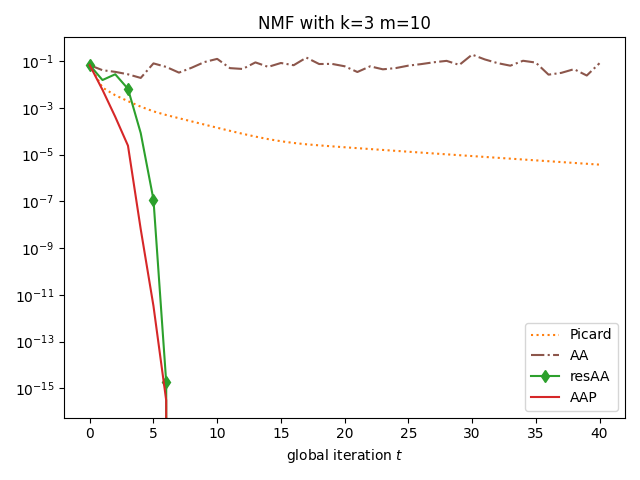 NMF with k=3 m=10
10⁻¹
10⁻³
10⁻⁵
10⁻⁷
10⁻⁹
10⁻¹¹
10⁻¹³
10⁻¹⁵
Picard
AA
resAA
AAP
0 5 10 15 20 25 30 35 40
global iteration t